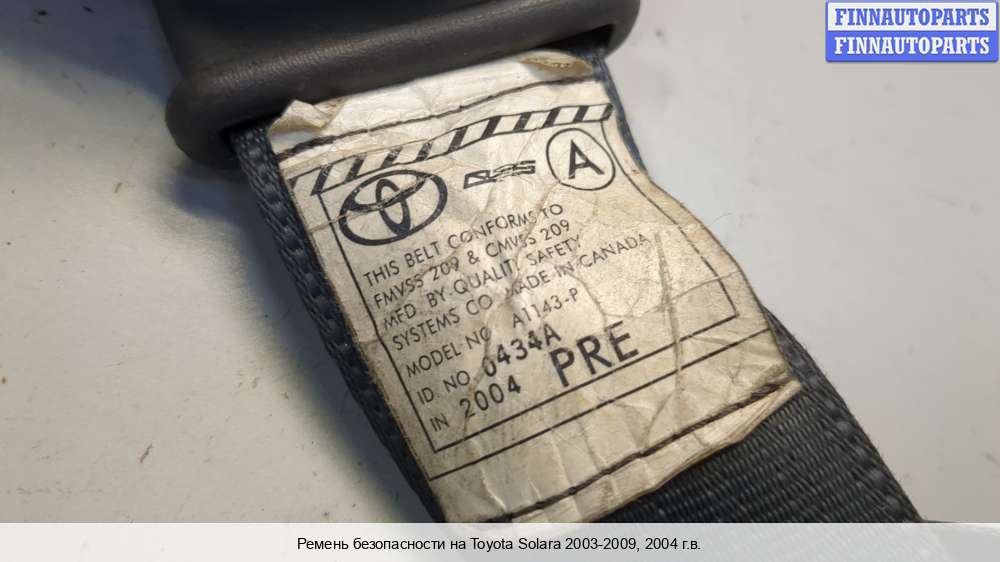 FINNAUTOPARTS
FINNAUTOPARTS
A
THIS BELT CONFORMS TO
FMVSS 209 & CMVSS 209
MFD. BY QUALITY SAFETY
SYSTEMS CO. MADE IN CANADA
MODEL NO. A1143-P
ID. NO. 0434A
IN 2004 PRE
Ремень безопасности на Toyota Solara 2003-2009, 2004 г.в.